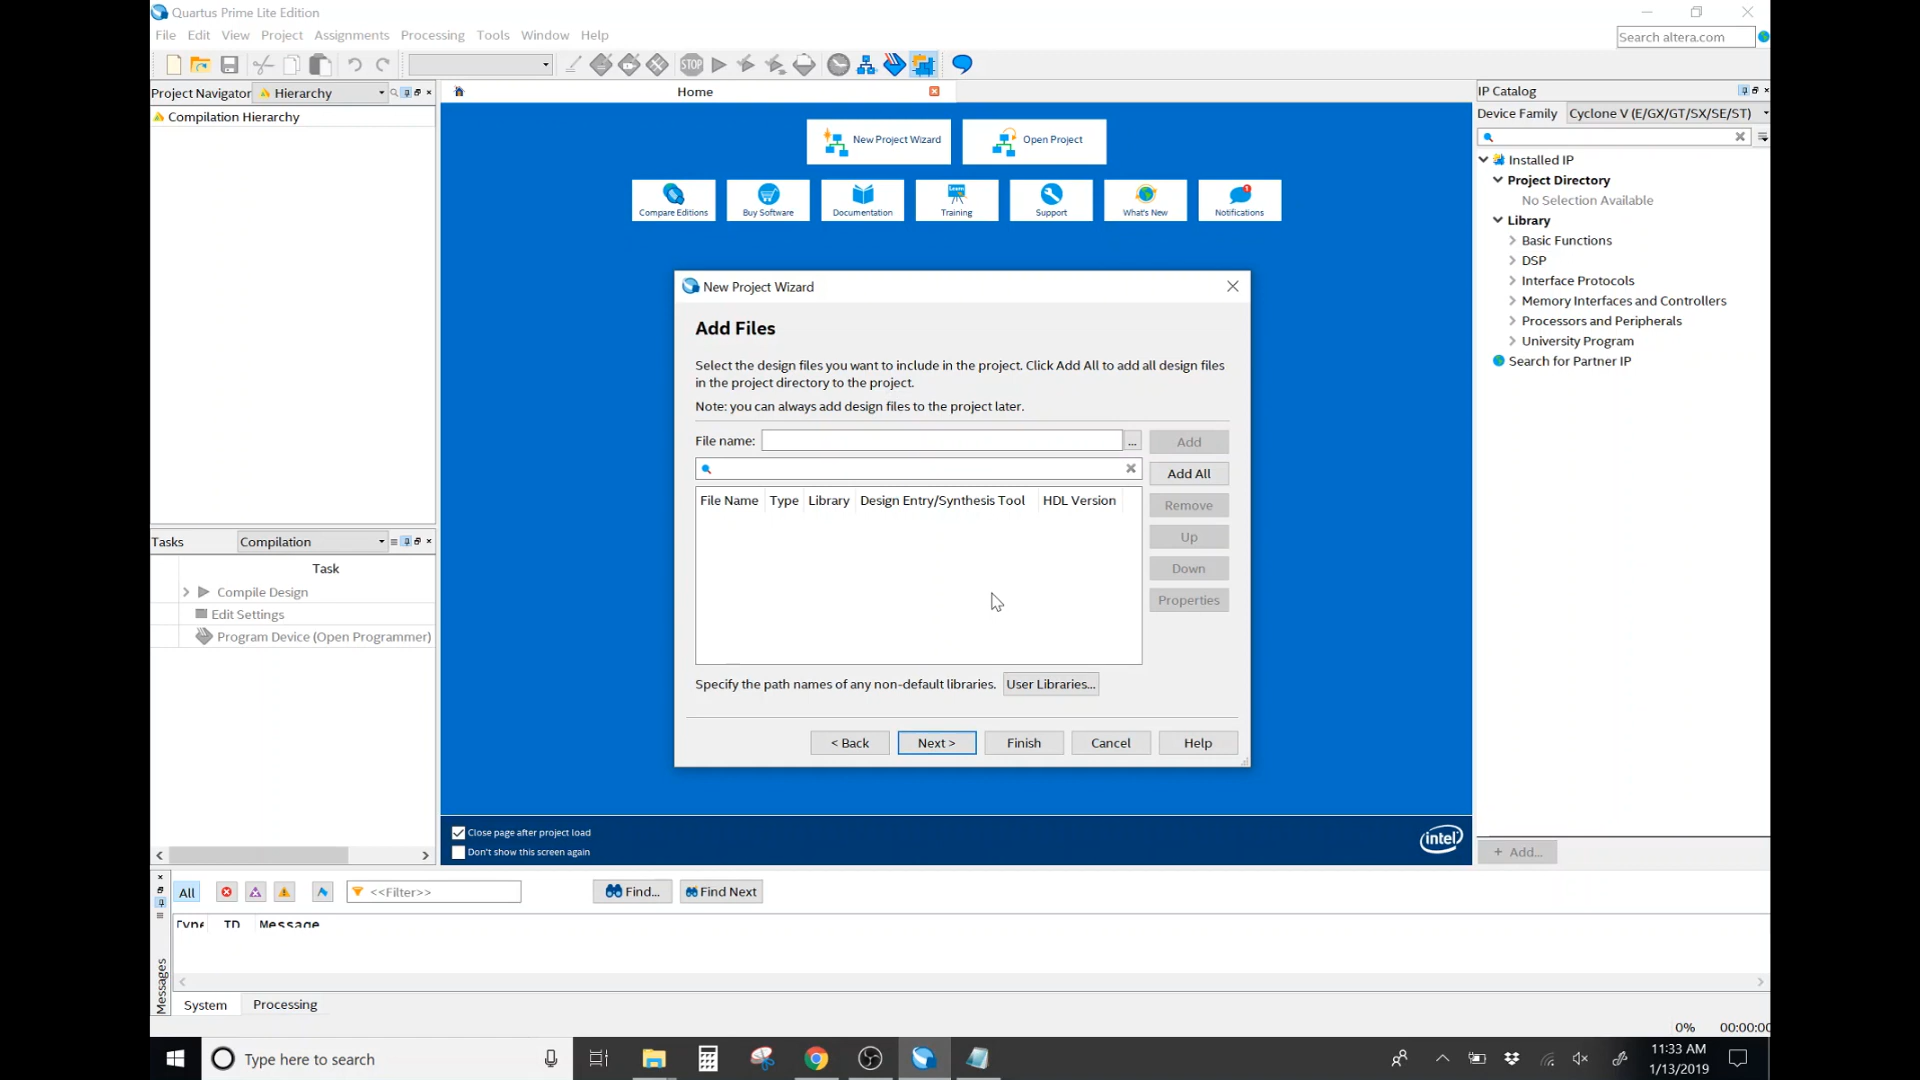 Quartus Prime Lite Edition
File Edit View Project Assignments Processing Tools Window Help
Search altera.com
Project Navigator Hierarchy
Compilation Hierarchy
Home
New Project Wizard
Open Project
Compare Editions
Buy Software
Documentation
Training
Support
What's New
Notifications
IP Catalog
Device Family Cyclone V (E/GX/GT/SX/SE/ST)
Installed IP
Project Directory
No Selection Available
Library
Basic Functions
DSP
Interface Protocols
Memory Interfaces and Controllers
Processors and Peripherals
University Program
Search for Partner IP
+ Add...
New Project Wizard
Add Files
Select the design files you want to include in the project. Click Add All to add all design files
in the project directory to the project.
Note: you can always add design files to the project later.
File name: ... Add
Add All
File Name Type Library Design Entry/Synthesis Tool HDL Version
Remove
Up
Down
Properties
Specify the path names of any non-default libraries. User Libraries...
< Back Next > Finish Cancel Help
Tasks Compilation
Task
Compile Design
Edit Settings
Program Device (Open Programmer)
Close page after project load
Don't show this screen again
intel
All <<Filter>> Find... Find Next
Type ID Message
Messages
System Processing
0% 00:00:00
Type here to search
11:33 AM
1/13/2019